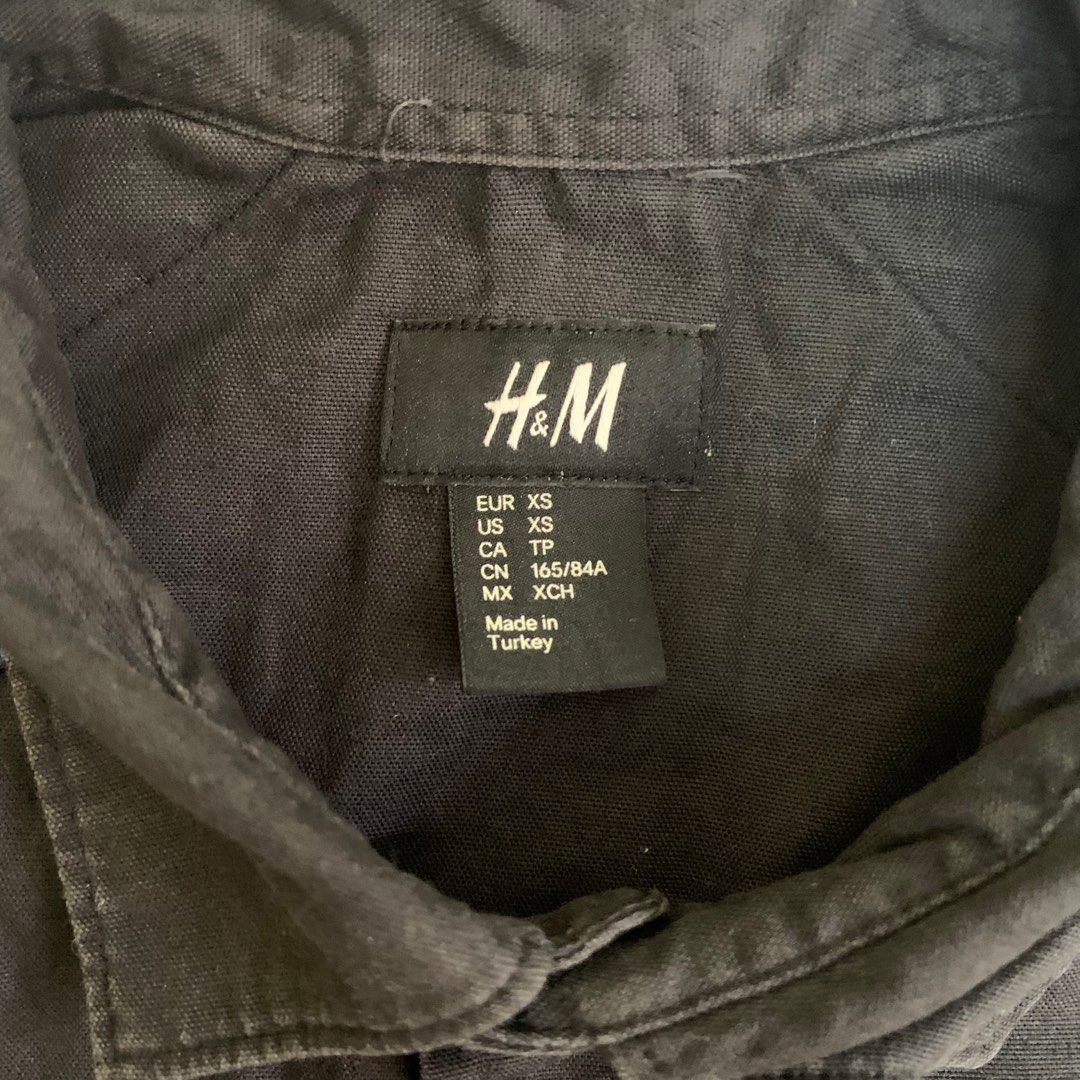 H&M
EUR XS
US XS
CA TP
CN 165/84A
MX XCH
Made in
Turkey